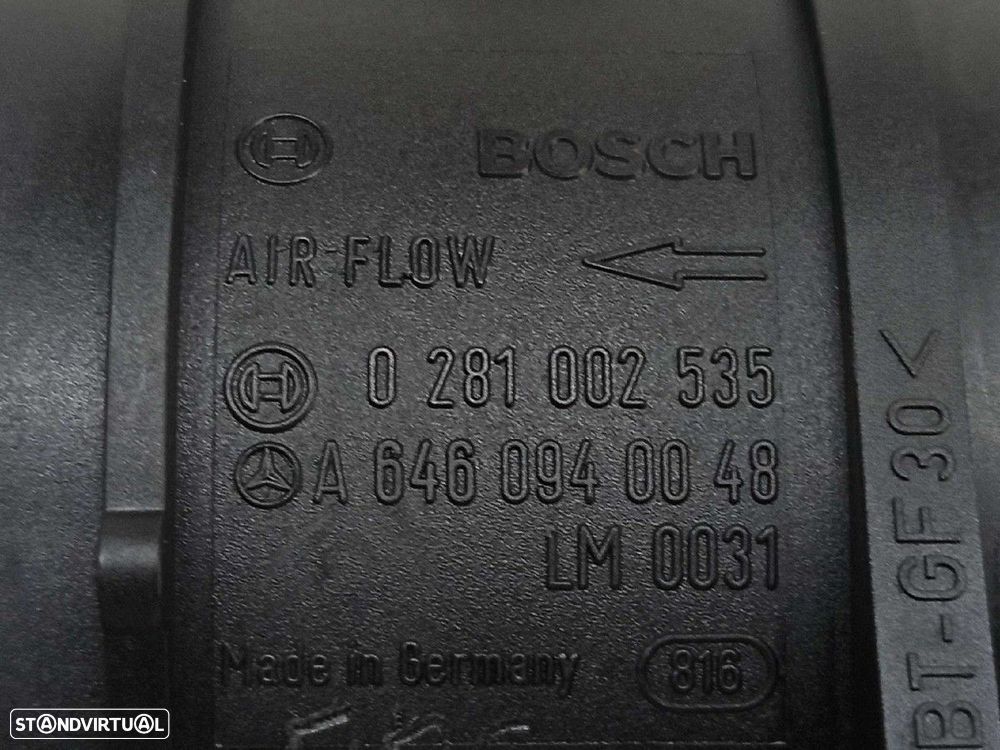 BOSCH
AIR FLOW
0 281 002 535
A 646 094 00 48
LM 0031
Made in Germany 816
BT-GF30<
STANDVIRTUAL